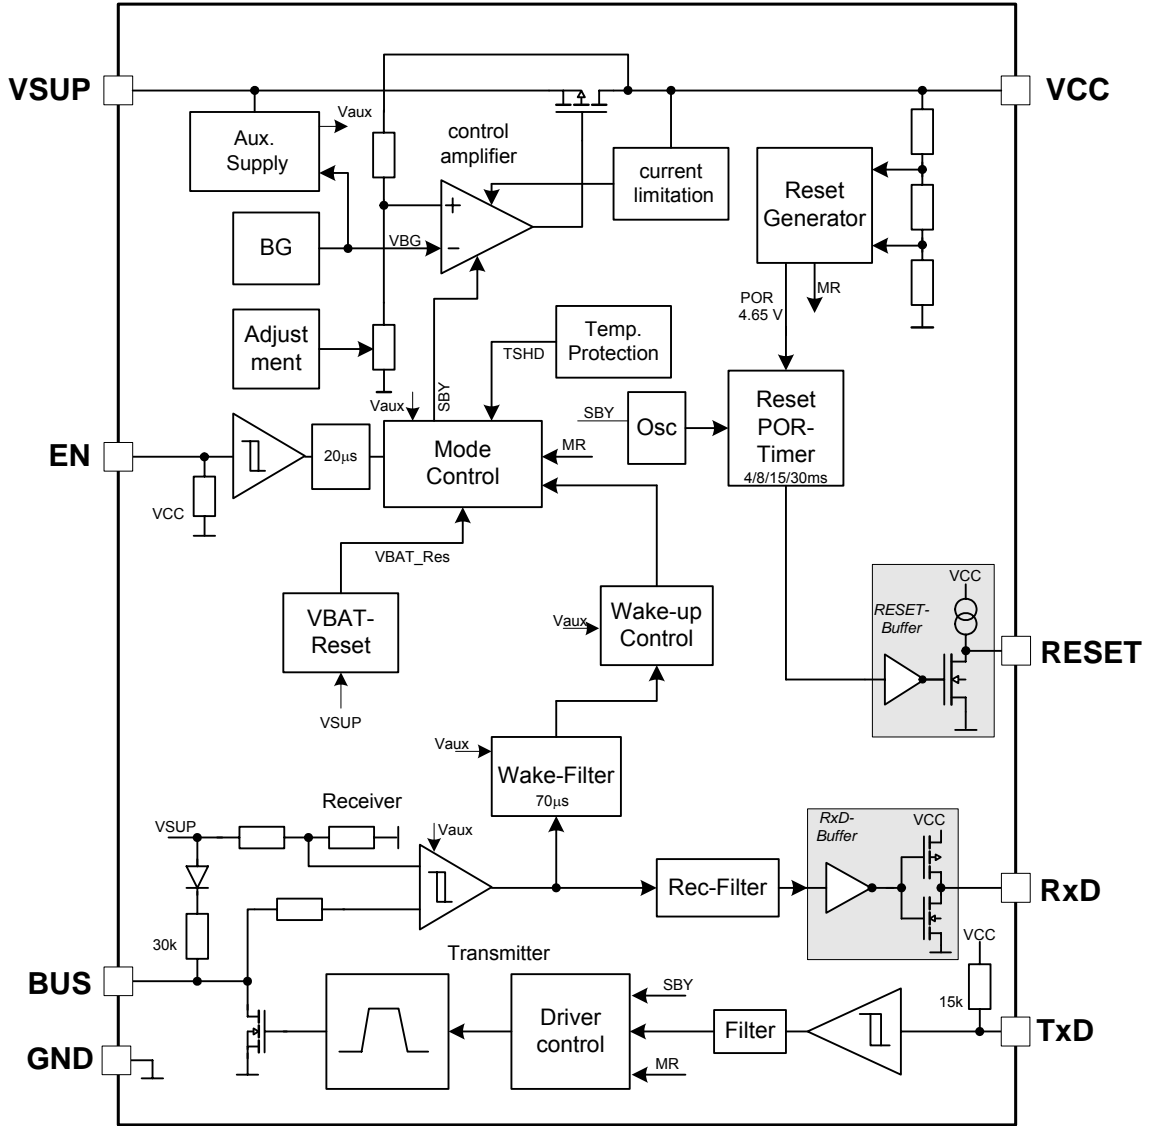 VSUP
VCC
Vaux
Aux.
Supply
control
amplifier
current
limitation
Reset
Generator
+
BG
VBG
−
POR
4.65 V
MR
Adjust
ment
Temp.
Protection
TSHD
SBY
Vaux
SBY
Osc
Reset
POR-
Timer
4/8/15/30ms
EN
20µs
Mode
Control
MR
VCC
VBAT_Res
VBAT-
Reset
VSUP
Vaux
Wake-up
Control
VCC
RESET-
Buffer
RESET
Vaux
Wake-Filter
70µs
Receiver
VSUP
Vaux
RxD-
Buffer
VCC
Rec-Filter
RxD
30k
BUS
Transmitter
VCC
15k
SBY
Driver
control
Filter
TxD
MR
GND